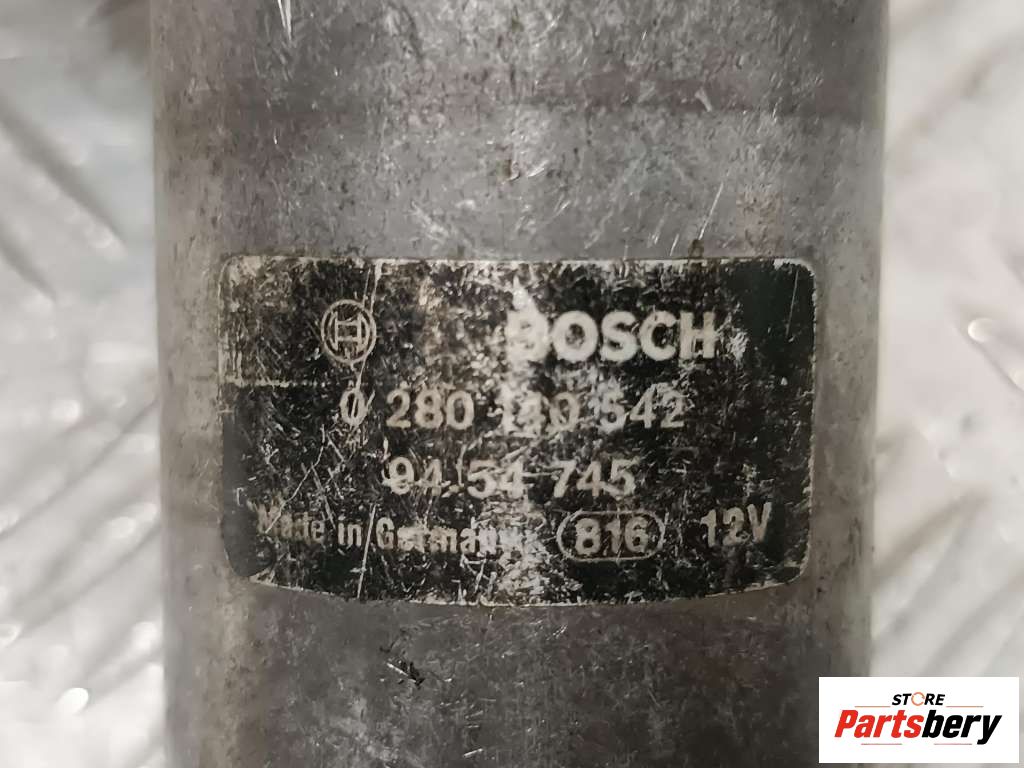 BOSCH
0 280 140 542
94 54 745
Made in Germany 816 12V
STORE
Partsbery